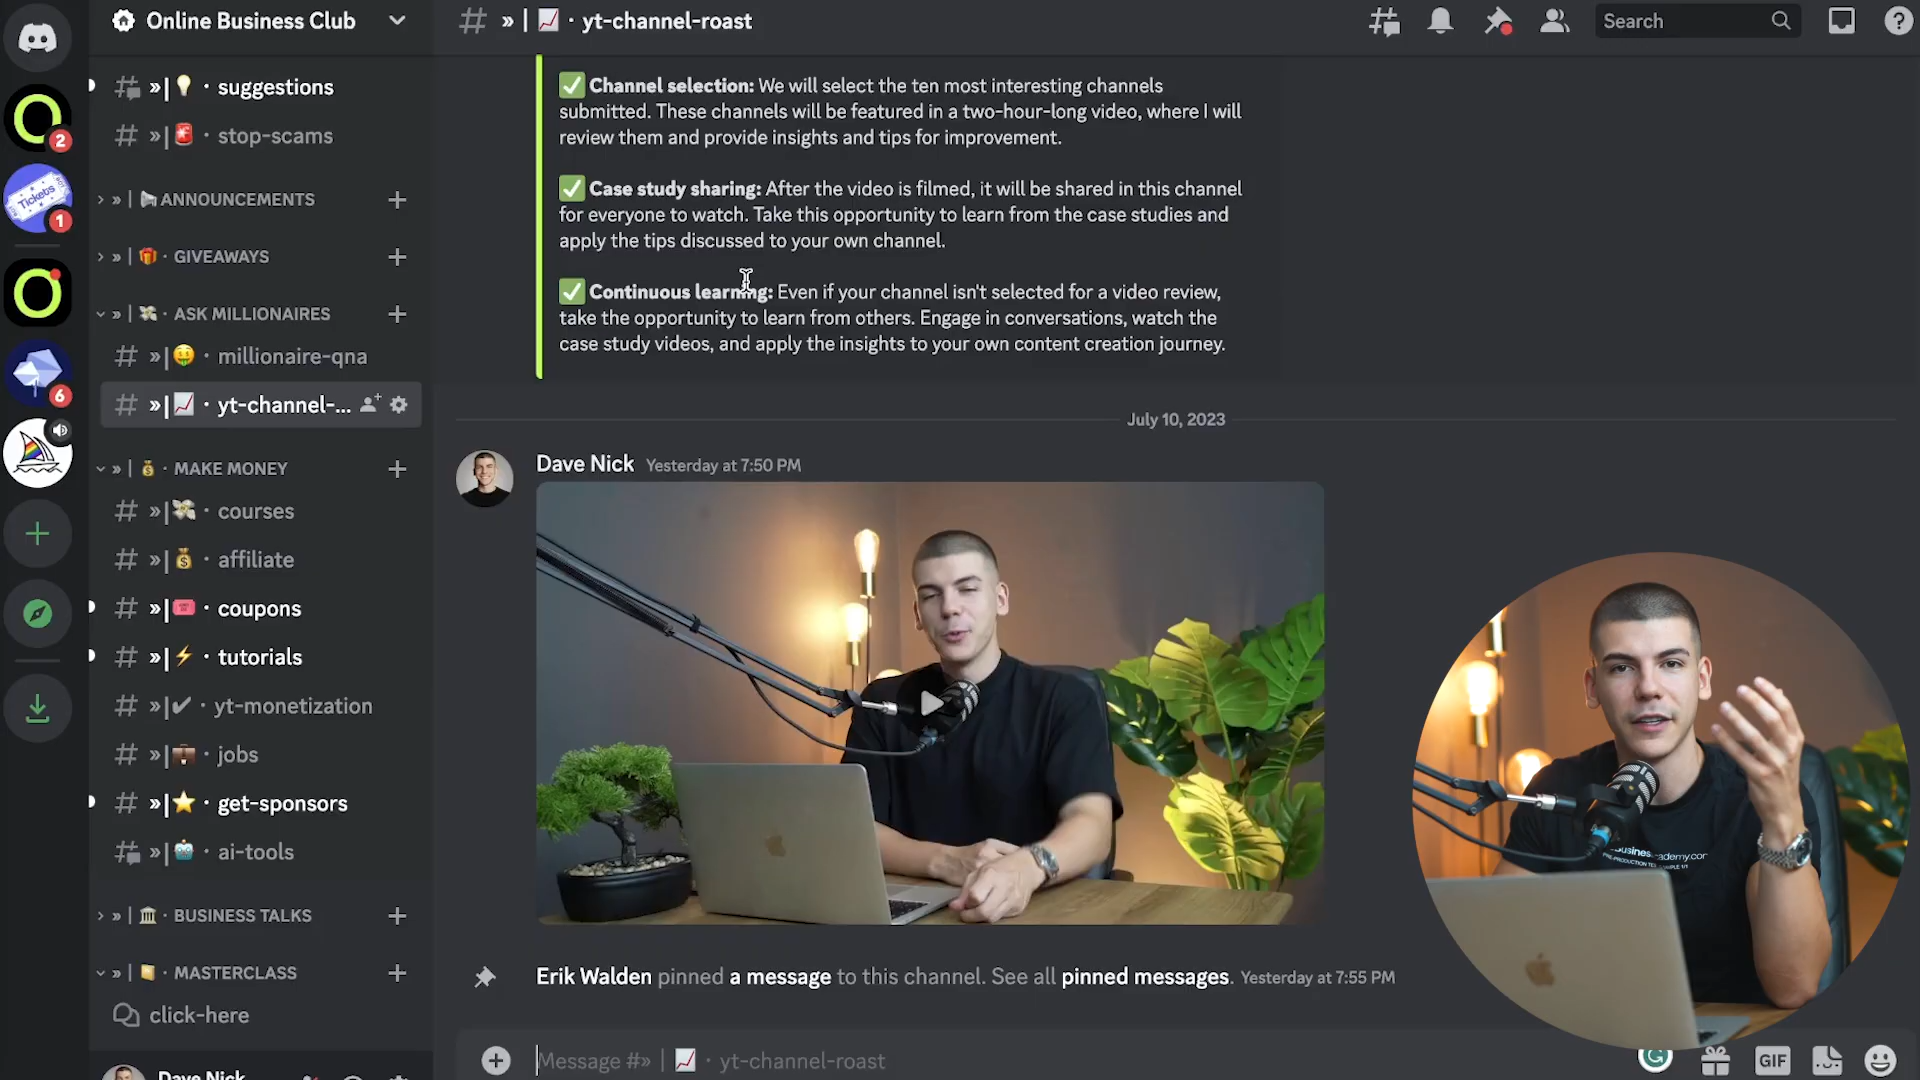 Online Business Club
» | · yt-channel-roast
Search
»| · suggestions
»| · stop-scams
» | ANNOUNCEMENTS
» | · GIVEAWAYS
» | · ASK MILLIONAIRES
»| · millionaire-qna
»| · yt-channel-...
» | · MAKE MONEY
»| · courses
»| · affiliate
»| · coupons
»| · tutorials
»| · yt-monetization
»| · jobs
»| · get-sponsors
»| · ai-tools
» | · BUSINESS TALKS
» | · MASTERCLASS
click-here
Dave Nick
2
Tickets
1
6
Channel selection: We will select the ten most interesting channels
submitted. These channels will be featured in a two-hour-long video, where I will
review them and provide insights and tips for improvement.
Case study sharing: After the video is filmed, it will be shared in this channel
for everyone to watch. Take this opportunity to learn from the case studies and
apply the tips discussed to your own channel.
Continuous learning: Even if your channel isn't selected for a video review,
take the opportunity to learn from others. Engage in conversations, watch the
case study videos, and apply the insights to your own content creation journey.
July 10, 2023
Dave Nick Yesterday at 7:50 PM
Erik Walden pinned a message to this channel. See all pinned messages. Yesterday at 7:55 PM
Message #» | · yt-channel-roast
GIF